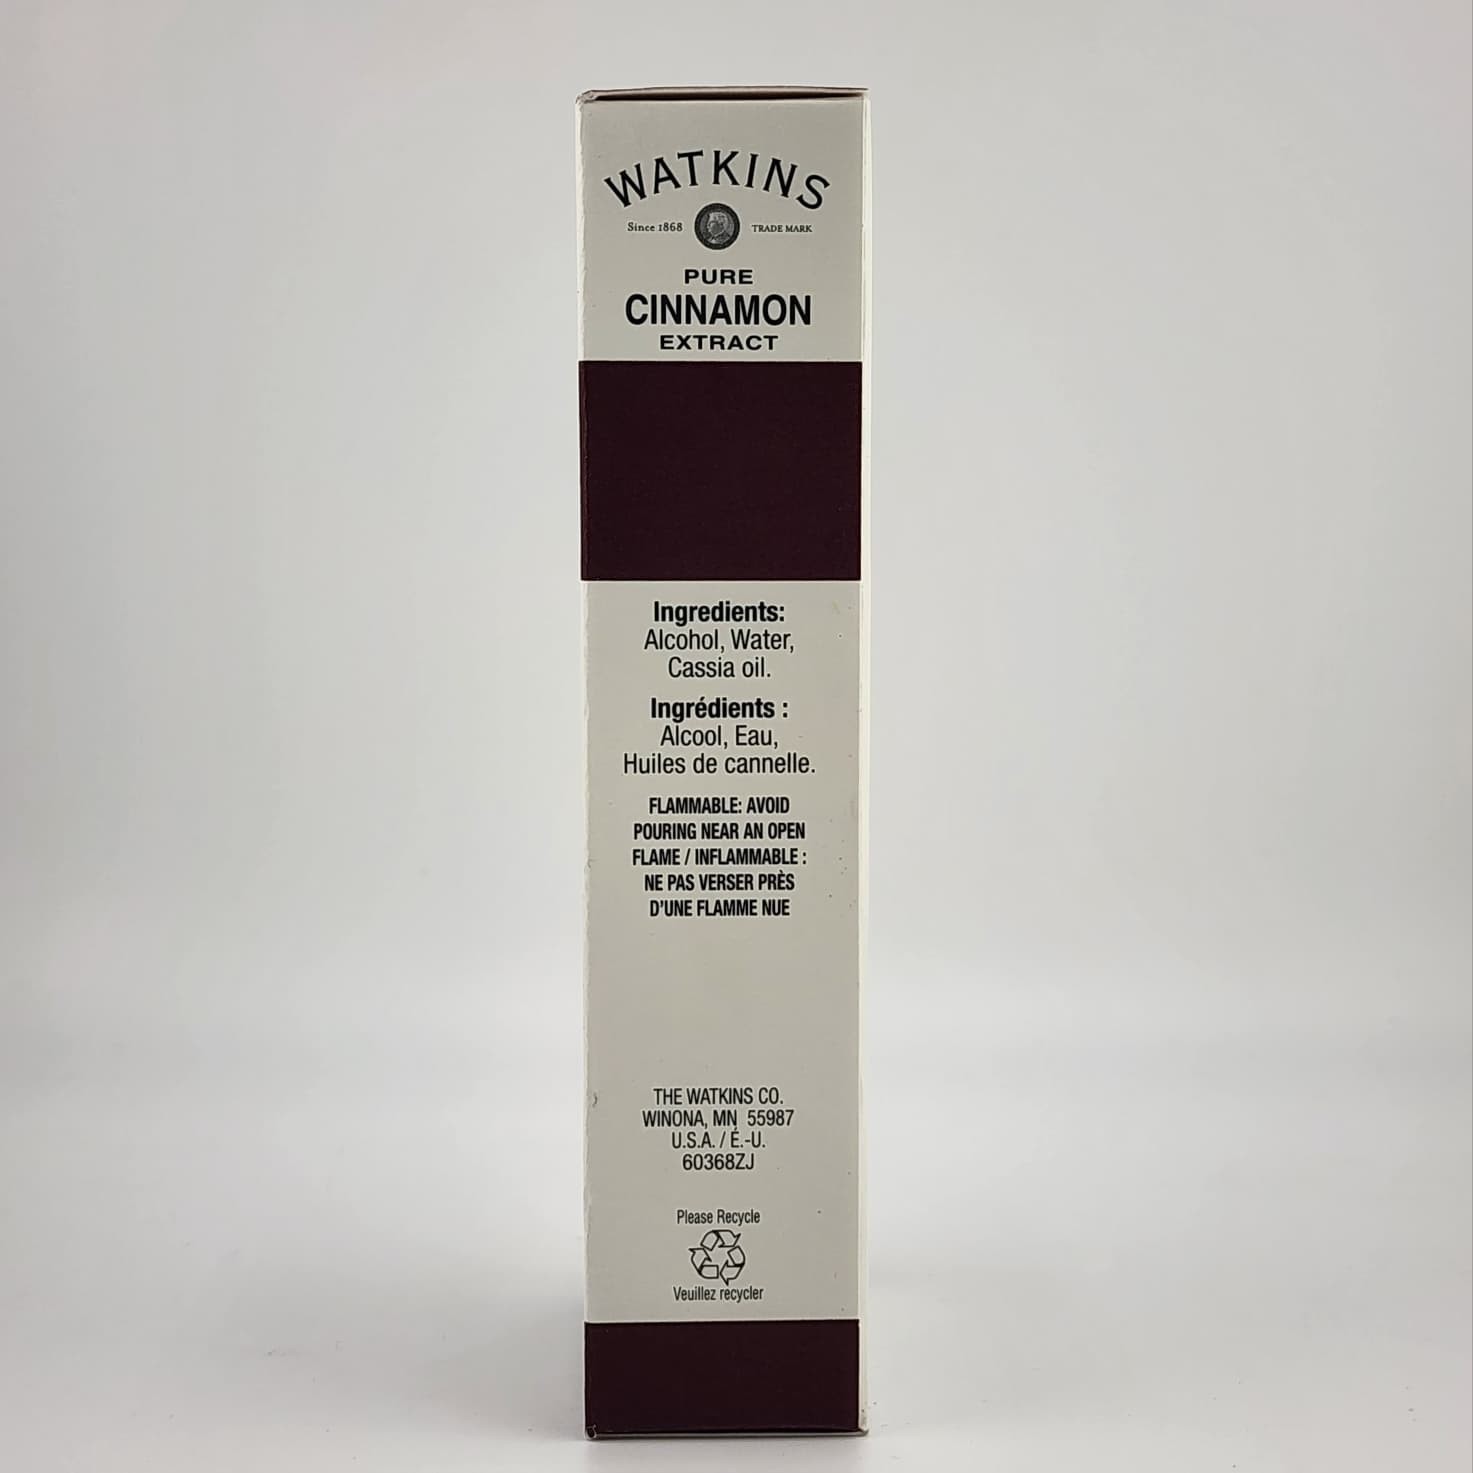 WATKINS
Since 1868 TRADE MARK
PURE
CINNAMON
EXTRACT
Ingredients:
Alcohol, Water,
Cassia oil.
Ingrédients :
Alcool, Eau,
Huiles de cannelle.
FLAMMABLE: AVOID
POURING NEAR AN OPEN
FLAME / INFLAMMABLE :
NE PAS VERSER PRÈS
D'UNE FLAMME NUE
THE WATKINS CO.
WINONA, MN 55987
U.S.A. / É.-U.
60368ZJ
Please Recycle
Veuillez recycler